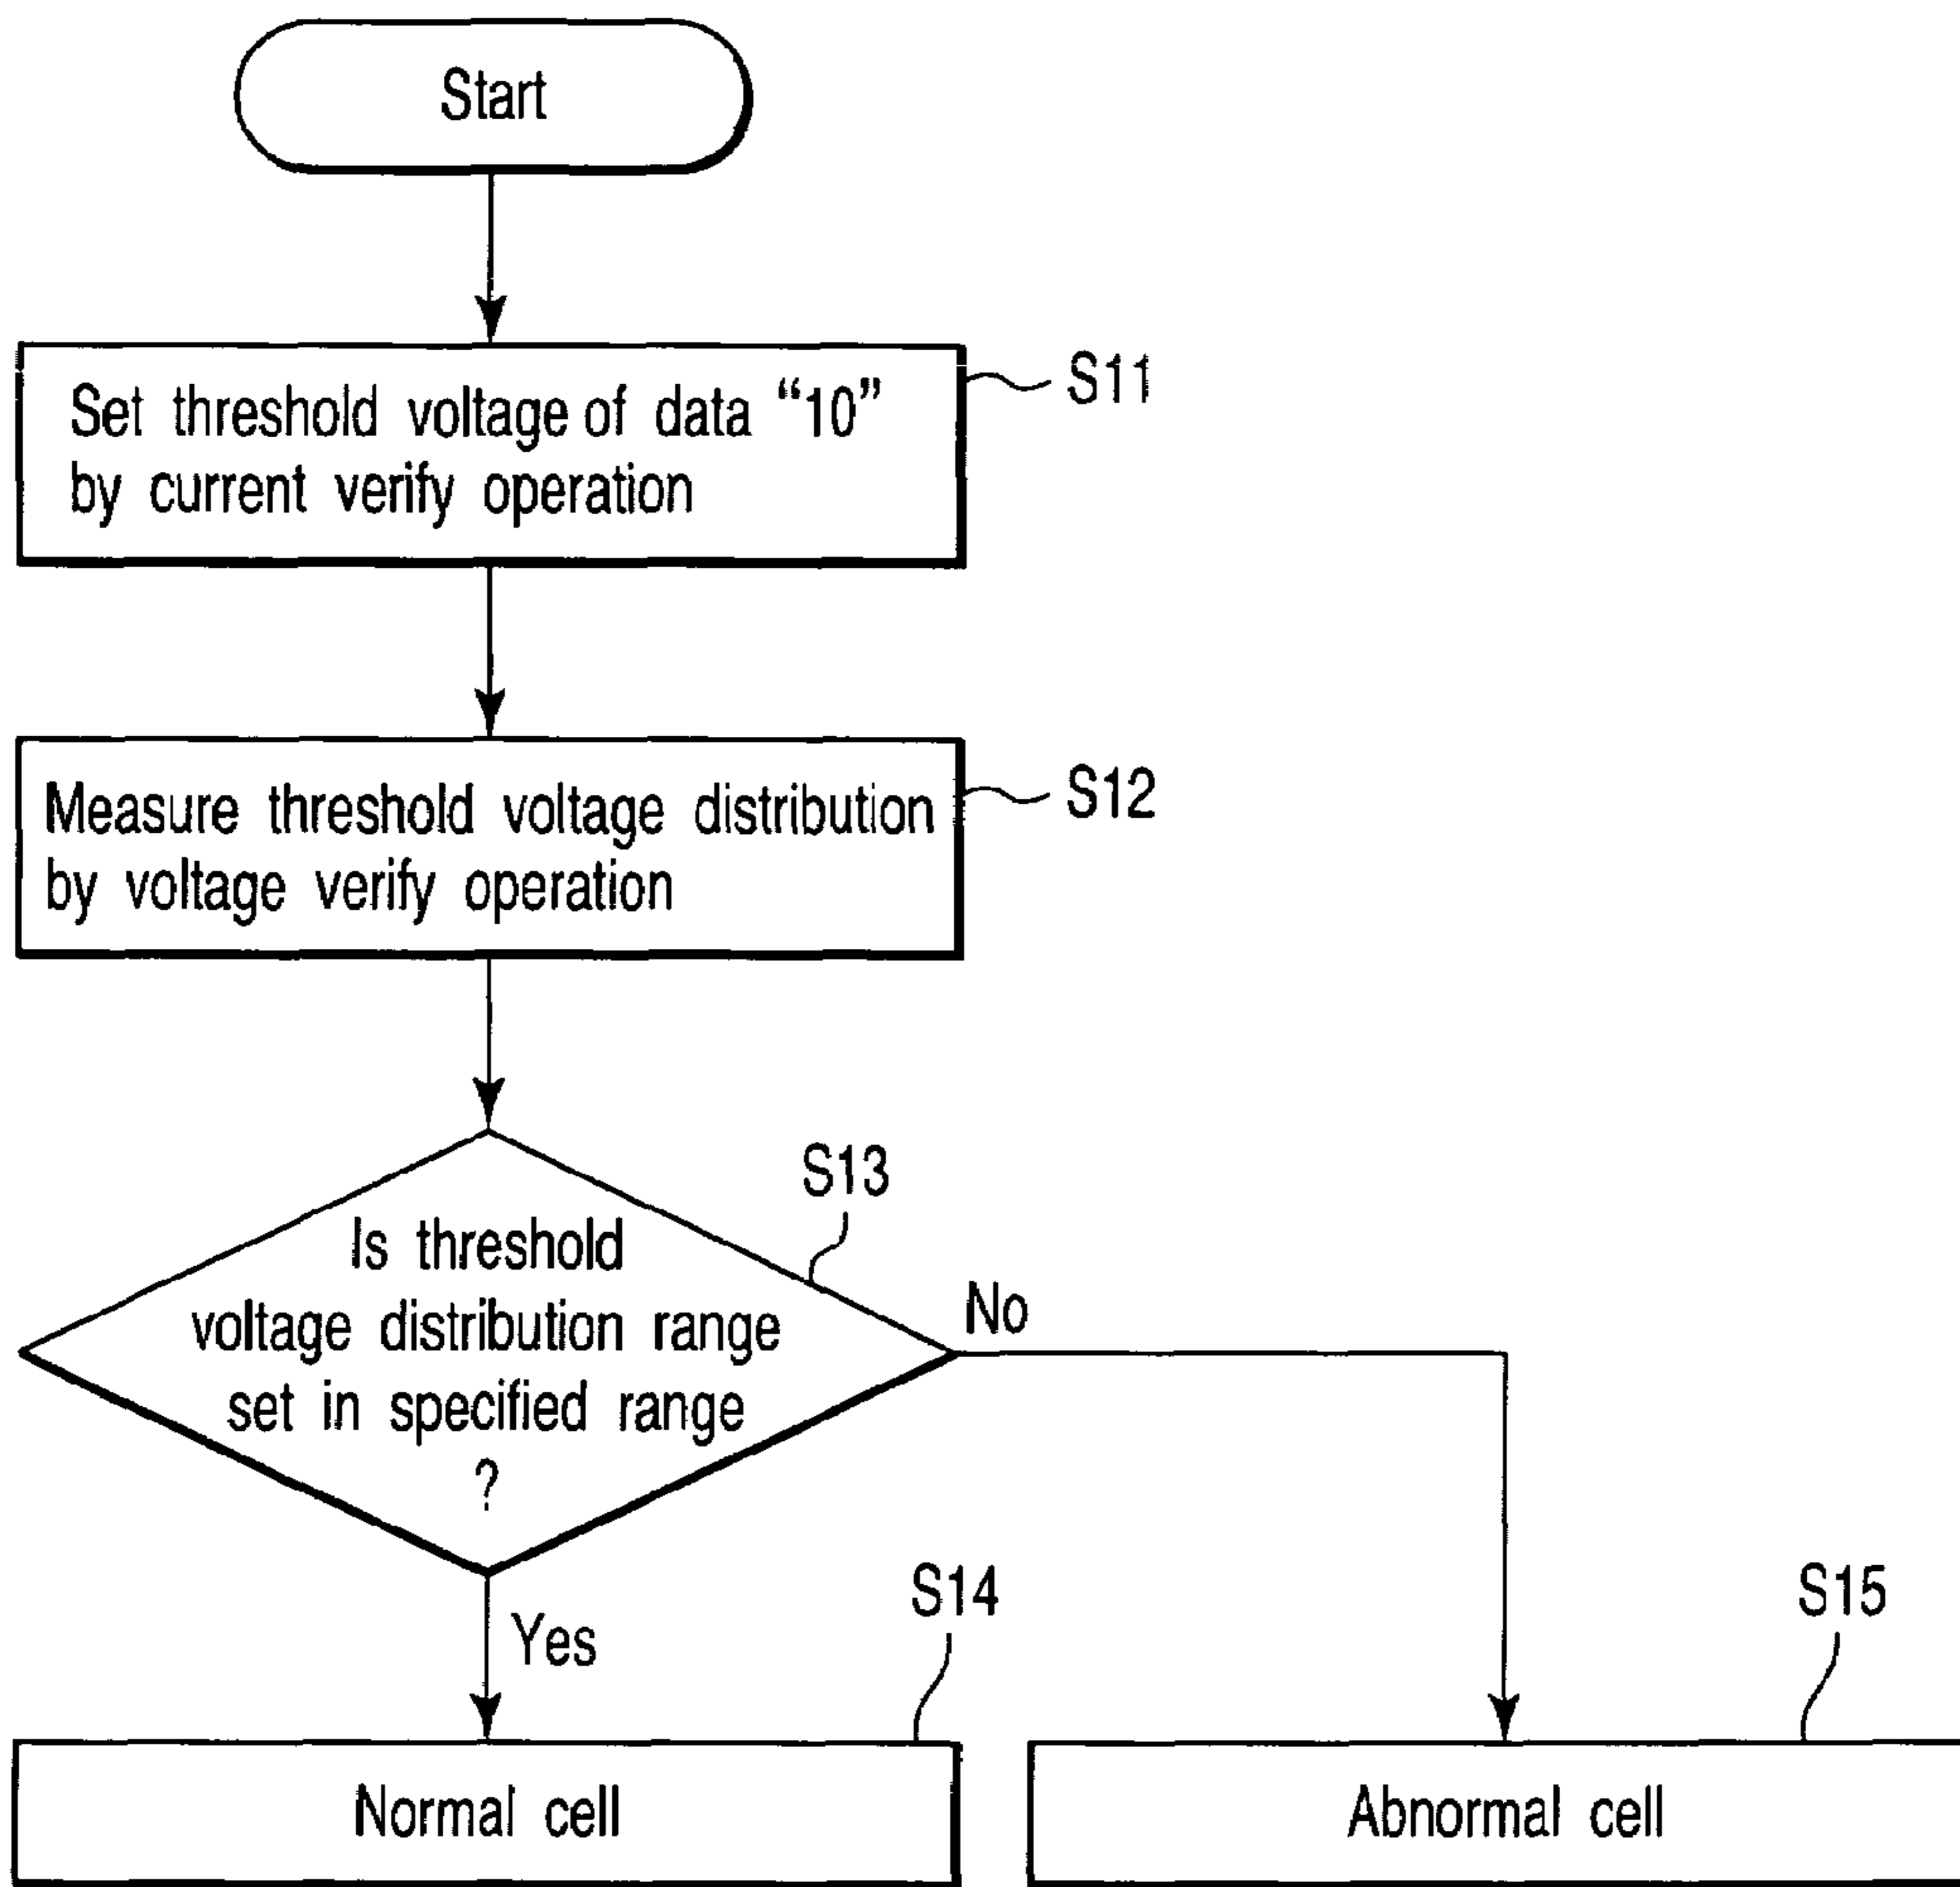 Start
Set threshold voltage of data “10”
by current verify operation
S11
Measure threshold voltage distribution
by voltage verify operation
S12
S13
Is threshold
voltage distribution range
set in specified range
?
No
Yes
S14
S15
Normal cell
Abnormal cell